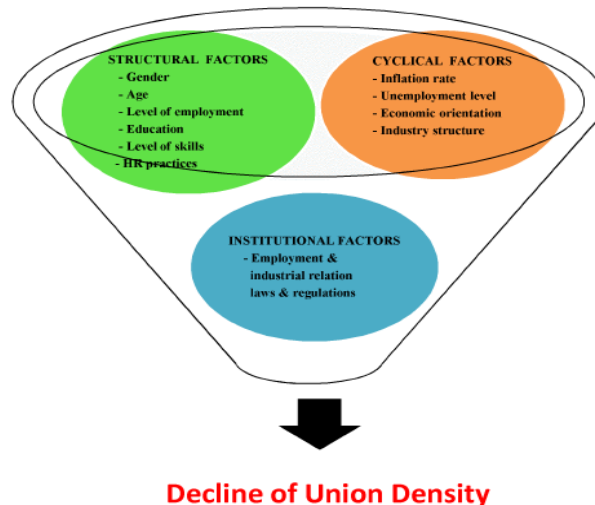 STRUCTURAL FACTORS
- Gender
- Age
- Level of employment
- Education
- Level of skills
- HR practices
CYCLICAL FACTORS
- Inflation rate
- Unemployment level
- Economic orientation
- Industry structure
INSTITUTIONAL FACTORS
- Employment &
industrial relation
laws & regulations
Decline of Union Density